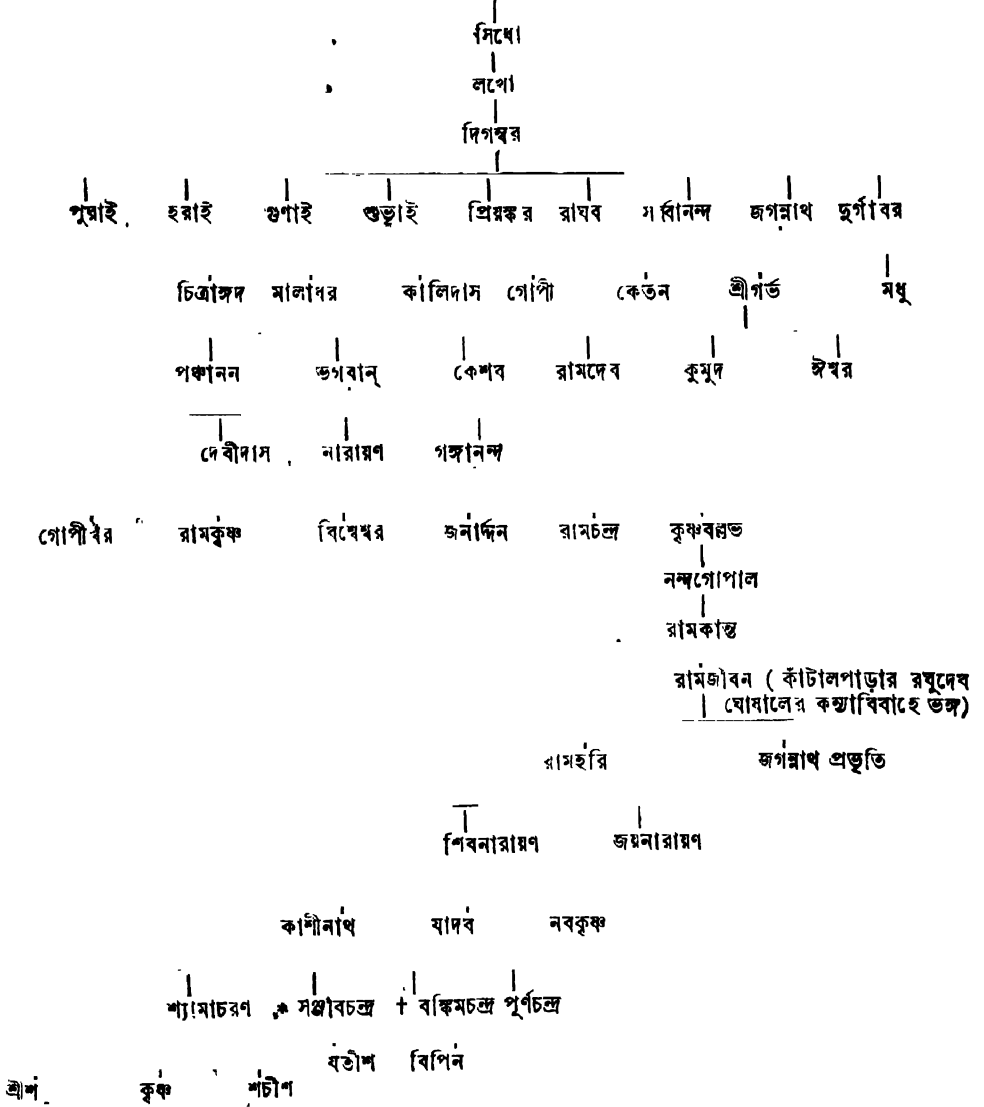 সিধো
লখো
দিগম্বর
পুরাই হরাই গুণাই শুভাই প্রিয়ঙ্কর রাঘব সর্বানন্দ জগন্নাথ দুর্গাবর
চিত্রাঙ্গদ মালাধর কালিদাস গোপী কেতন শ্রীগর্ভ মধু
পঞ্চানন ভগবান্ কেশব রামদেব কুমুদ ঈশ্বর
দেবীদাস নারায়ণ গঙ্গানন্দ
গোপীশ্বর রামকৃষ্ণ বিশ্বেশ্বর জনার্দ্দন রামচন্দ্র কৃষ্ণবল্লভ
নন্দগোপাল
রামকান্ত
রামজীবন ( কাঁটালপাড়ার রঘুদেব
ঘোষালের কন্যাবিবাহে ভঙ্গ)
রামহরি জগন্নাথ প্রভৃতি
শিবনারায়ণ জয়নারায়ণ
কাশীনাথ যাদব নবকৃষ্ণ
শ্যামাচরণ * সঞ্জীবচন্দ্র † বঙ্কিমচন্দ্র পূর্ণচন্দ্র
যতীশ বিপিন
শ্রীশ কৃষ্ণ শচীশ